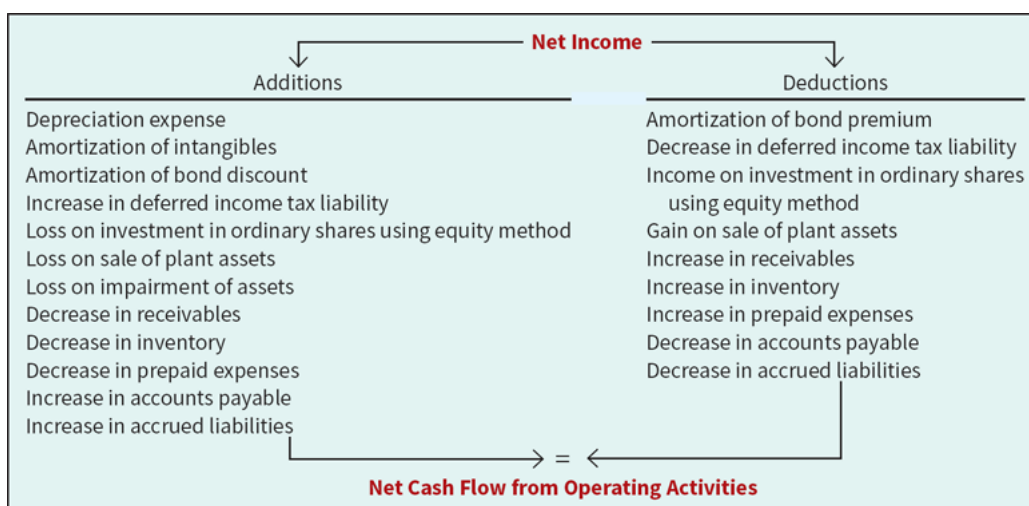 Net Income
Additions
Depreciation expense
Amortization of intangibles
Amortization of bond discount
Increase in deferred income tax liability
Loss on investment in ordinary shares using equity method
Loss on sale of plant assets
Loss on impairment of assets
Decrease in receivables
Decrease in inventory
Decrease in prepaid expenses
Increase in accounts payable
Increase in accrued liabilities
Deductions
Amortization of bond premium
Decrease in deferred income tax liability
Income on investment in ordinary shares
using equity method
Gain on sale of plant assets
Increase in receivables
Increase in inventory
Increase in prepaid expenses
Decrease in accounts payable
Decrease in accrued liabilities
=
Net Cash Flow from Operating Activities